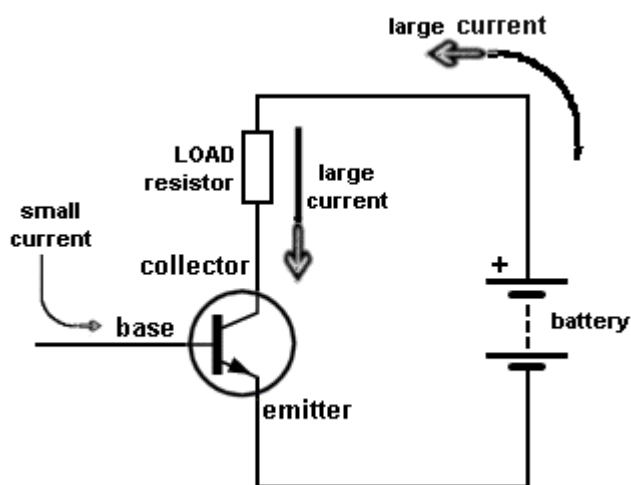 large current
LOAD
resistor
large
current
small
current
collector
+
base
battery
emitter